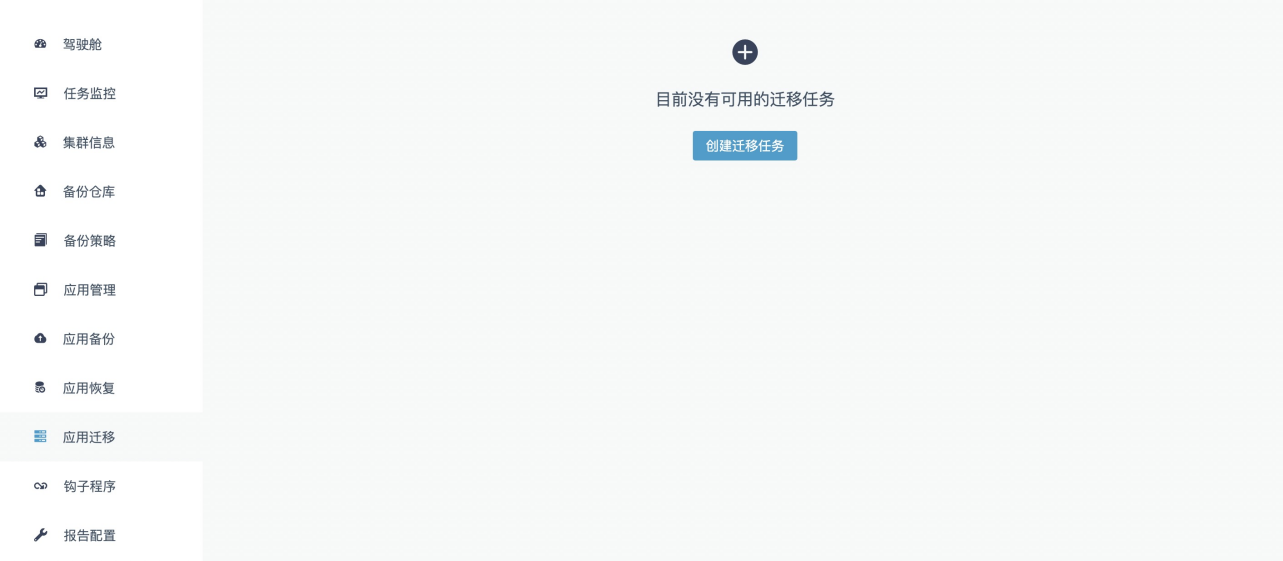 驾驶舱
任务监控
集群信息
备份仓库
备份策略
应用管理
应用备份
应用恢复
应用迁移
钩子程序
报告配置
目前没有可用的迁移任务
创建迁移任务